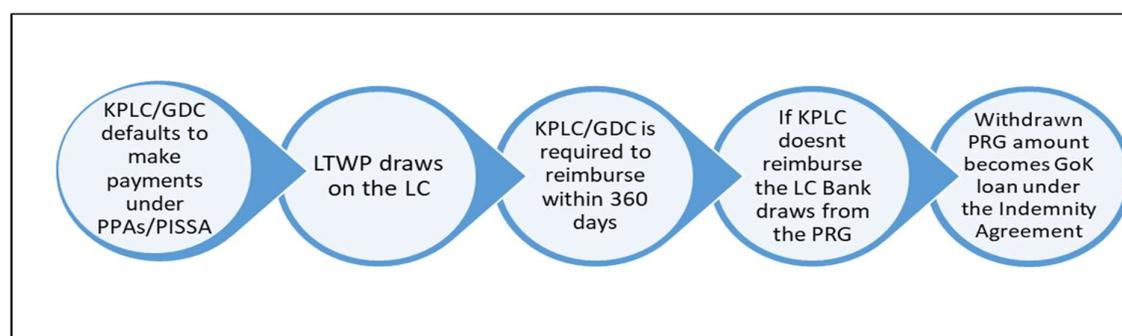 KPLC/GDC
defaults to
make
payments
under
PPAs/PISSA
LTWP draws
on the LC
KPLC/GDC is
required to
reimburse
within 360
days
If KPLC
doesnt
reimburse
the LC Bank
draws from
the PRG
Withdrawn
PRG amount
becomes GoK
loan under
the Indemnity
Agreement